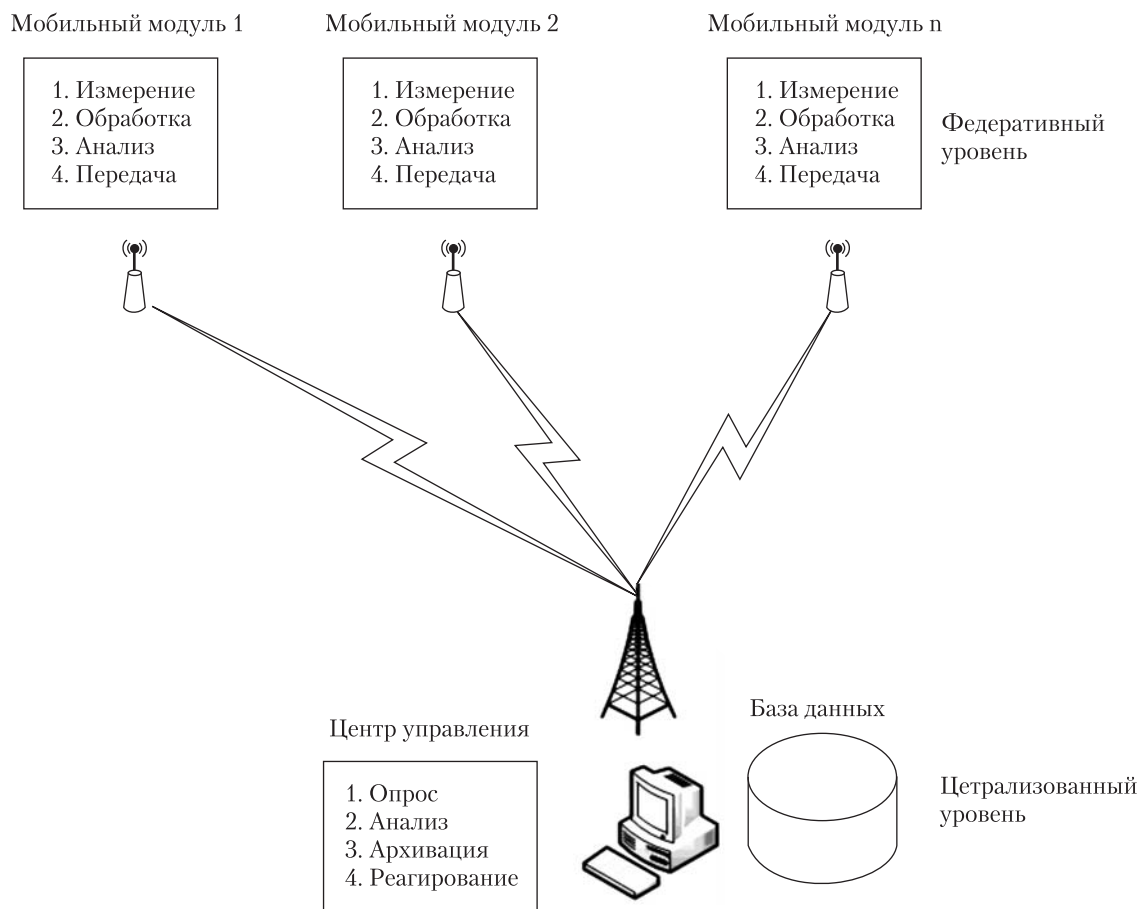 Мобильный модуль 1
Мобильный модуль 2
Мобильный модуль n
1. Измерение
2. Обработка
3. Анализ
4. Передача
1. Измерение
2. Обработка
3. Анализ
4. Передача
1. Измерение
2. Обработка
3. Анализ
4. Передача
Федеративный
уровень
Центр управления
1. Опрос
2. Анализ
3. Архивация
4. Реагирование
База данных
Цетрализованный
уровень